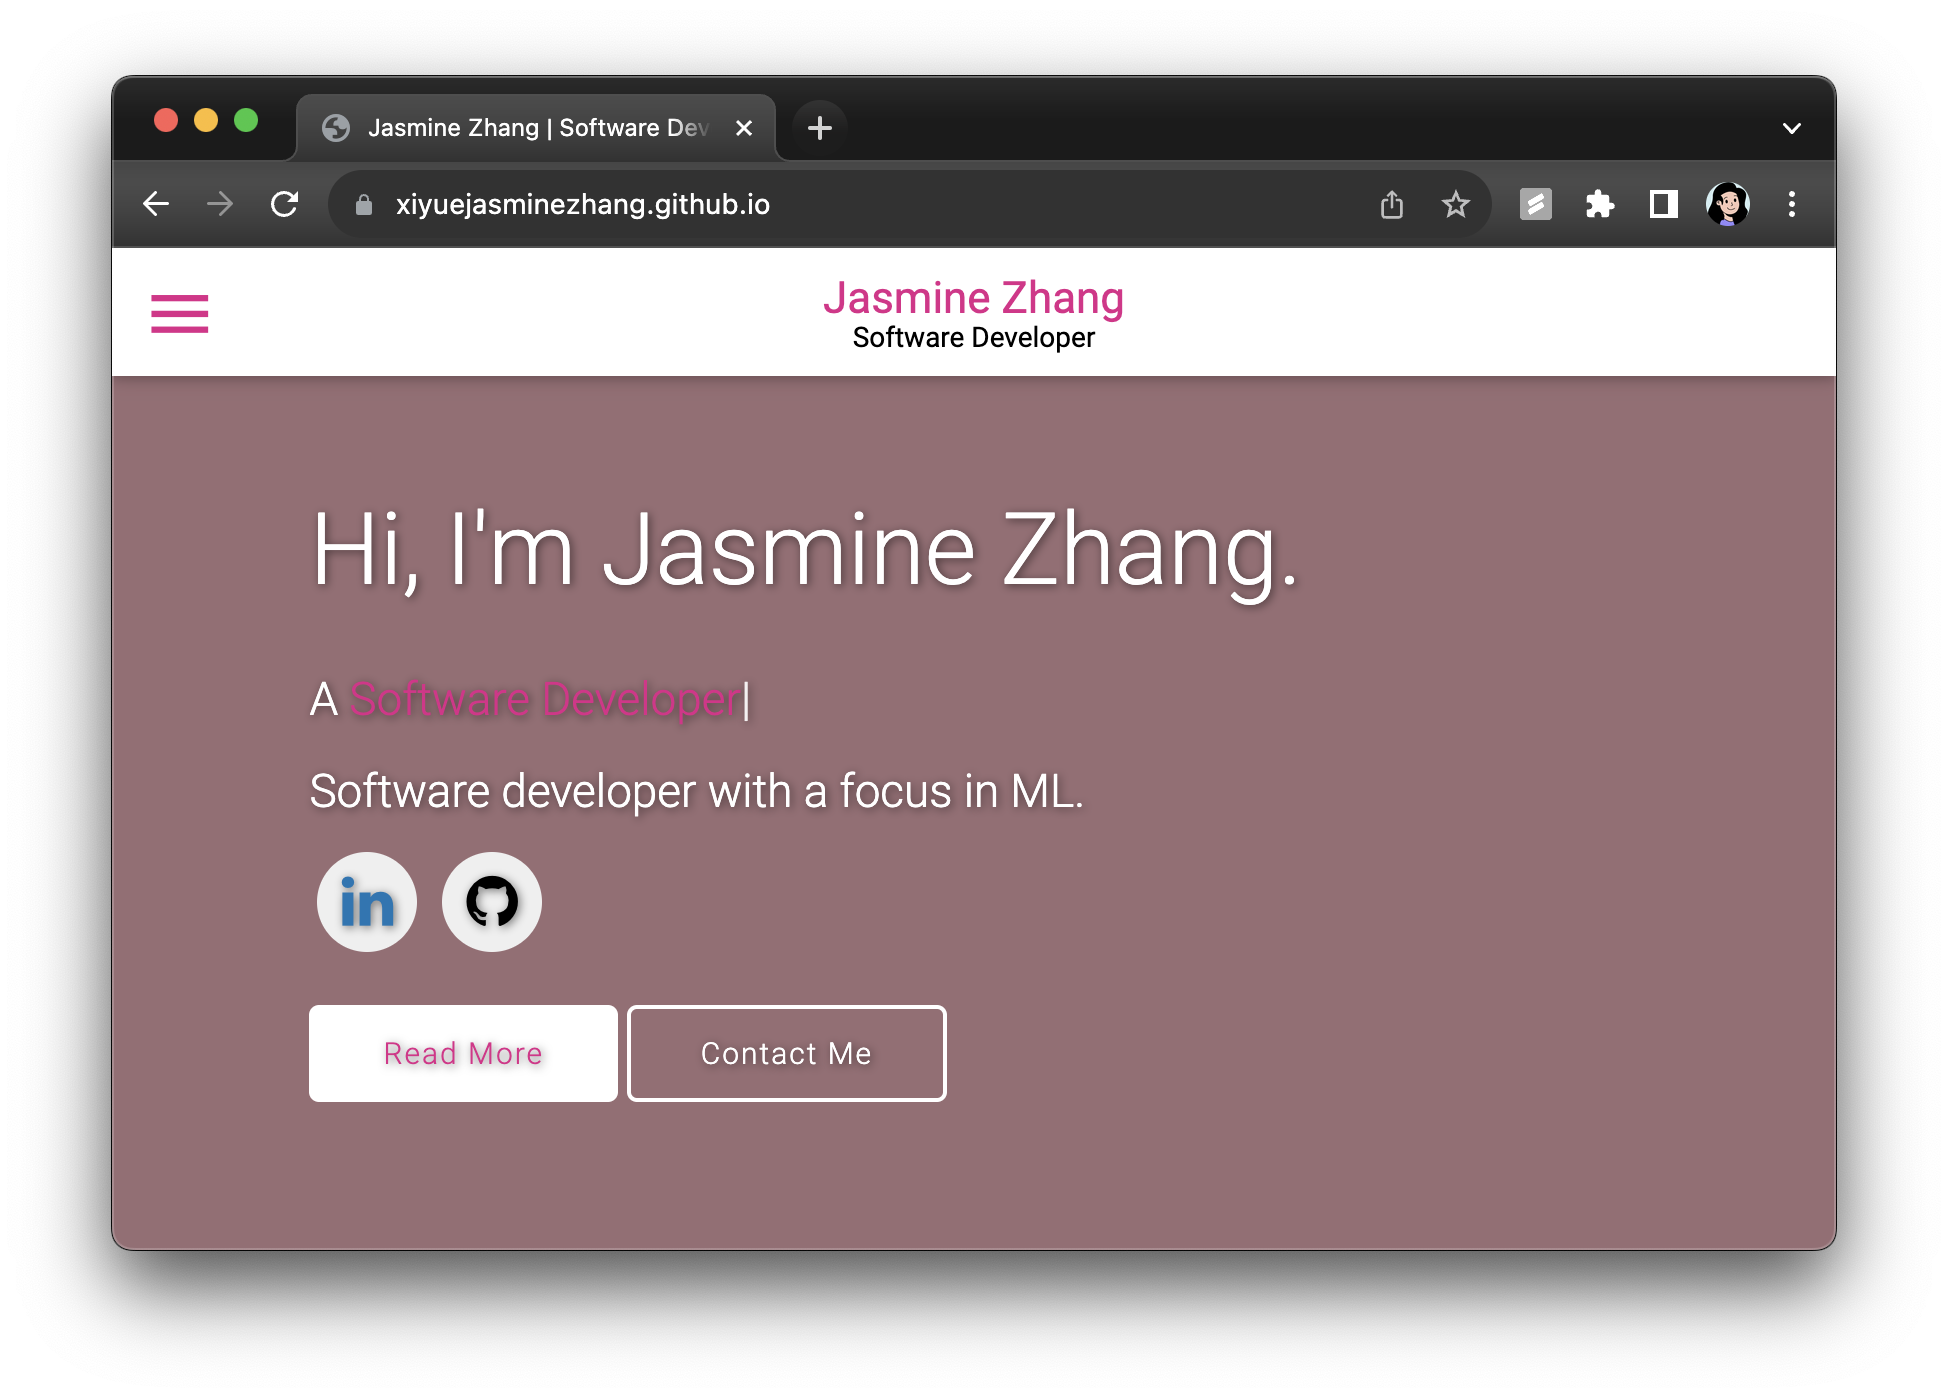 Jasmine Zhang | Software Dev
xiyuejasminezhang.github.io
Jasmine Zhang
Software Developer
Hi, I'm Jasmine Zhang.
A Software Developer|
Software developer with a focus in ML.
in
Read More
Contact Me